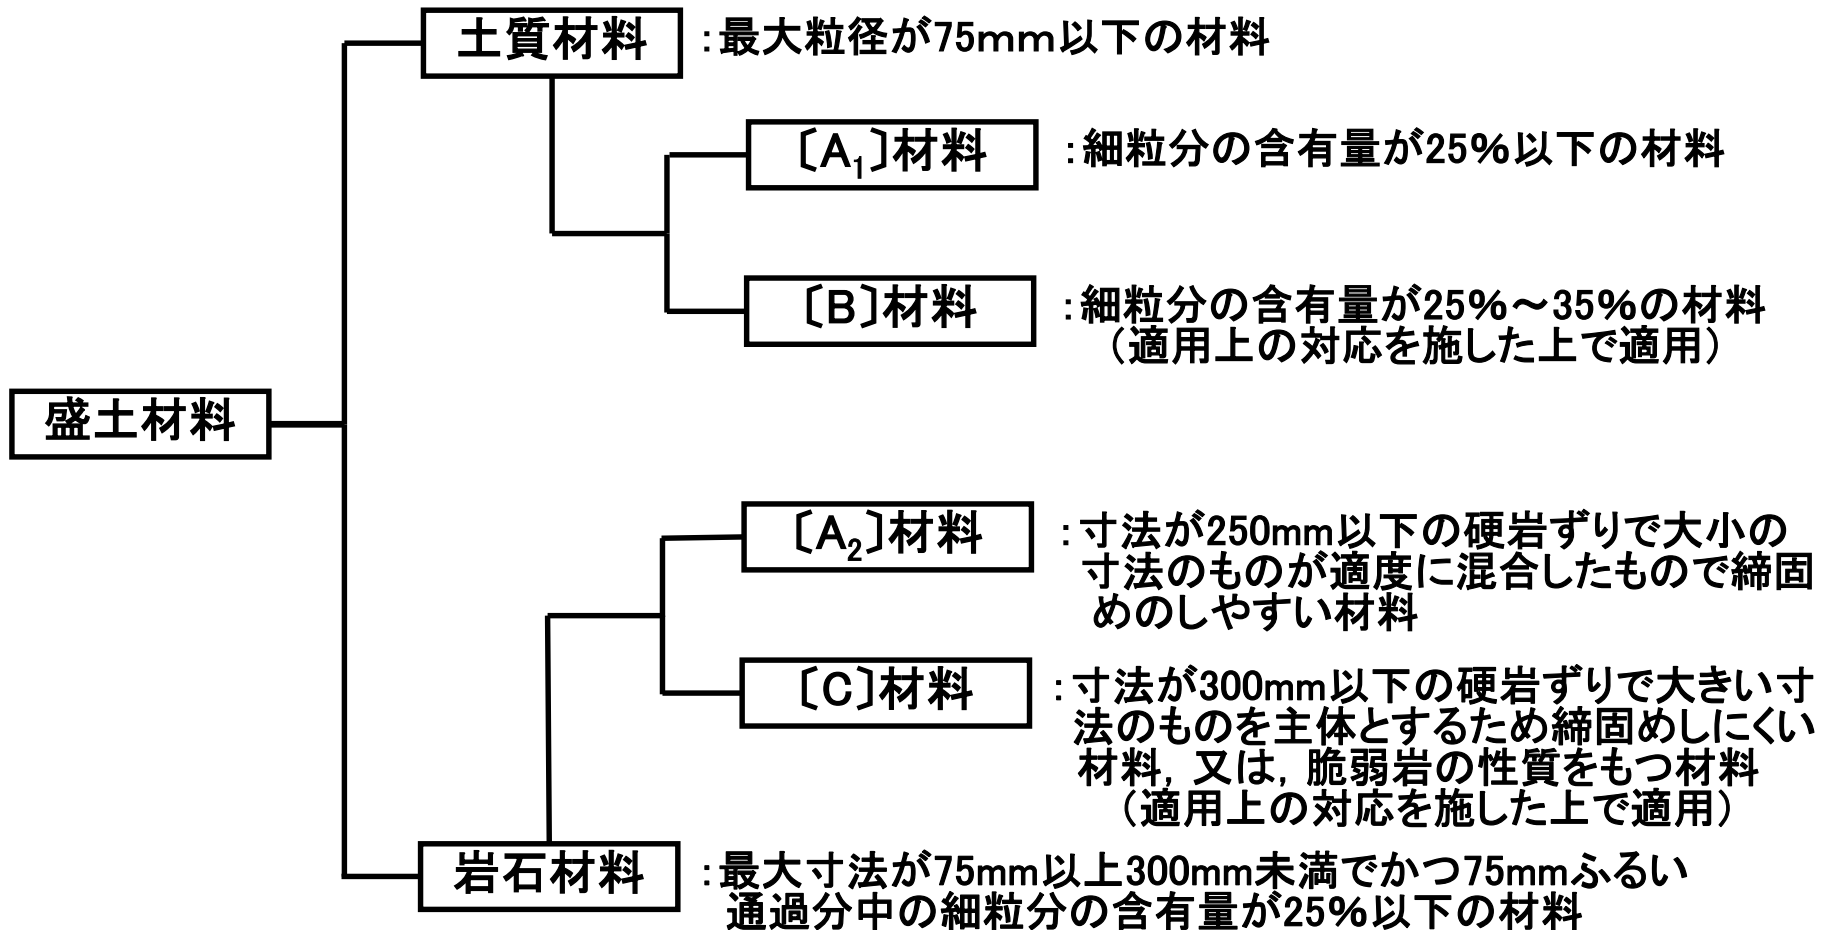 土質材料 :最大粒径が75mm以下の材料
〔A₁〕材料 :細粒分の含有量が25%以下の材料
〔B〕材料 :細粒分の含有量が25%～35%の材料
(適用上の対応を施した上で適用)
盛土材料
〔A₂〕材料 :寸法が250mm以下の硬岩ずりで大小の
寸法のものが適度に混合したもので締固
めのしやすい材料
〔C〕材料 :寸法が300mm以下の硬岩ずりで大きい寸
法のものを主体とするため締固めしにくい
材料, 又は, 脆弱岩の性質をもつ材料
(適用上の対応を施した上で適用)
岩石材料 :最大寸法が75mm以上300mm未満でかつ75mmふるい
通過分中の細粒分の含有量が25%以下の材料